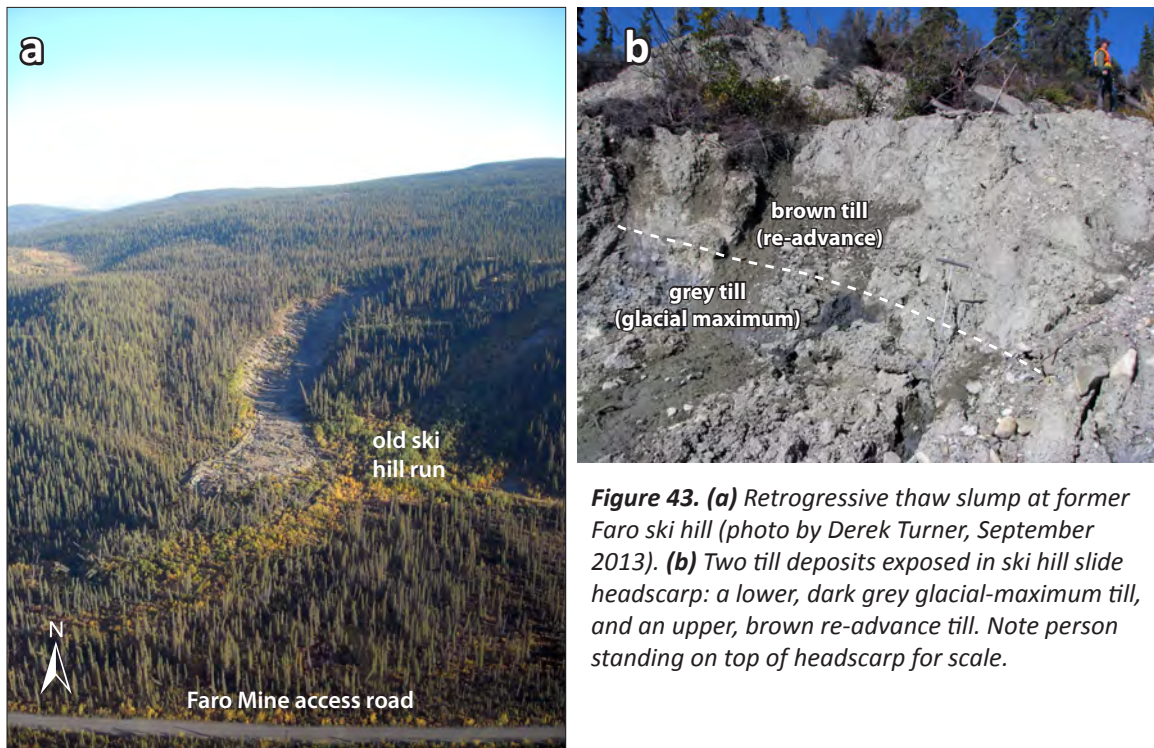 a
old ski
hill run
N
Faro Mine access road
b
brown till
(re-advance)
grey till
(glacial maximum)
Figure 43. (a) Retrogressive thaw slump at former
Faro ski hill (photo by Derek Turner, September
2013). (b) Two till deposits exposed in ski hill slide
headscarp: a lower, dark grey glacial-maximum till,
and an upper, brown re-advance till. Note person
standing on top of headscarp for scale.